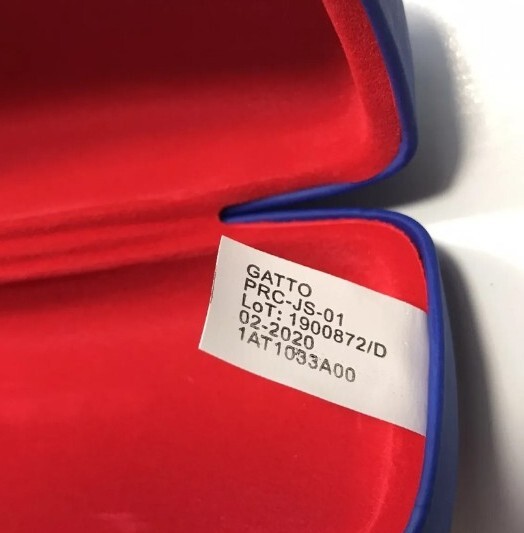 GATTO
PRC-JS-01
LoT: 1900872/D
02-2020
1AT1033A00